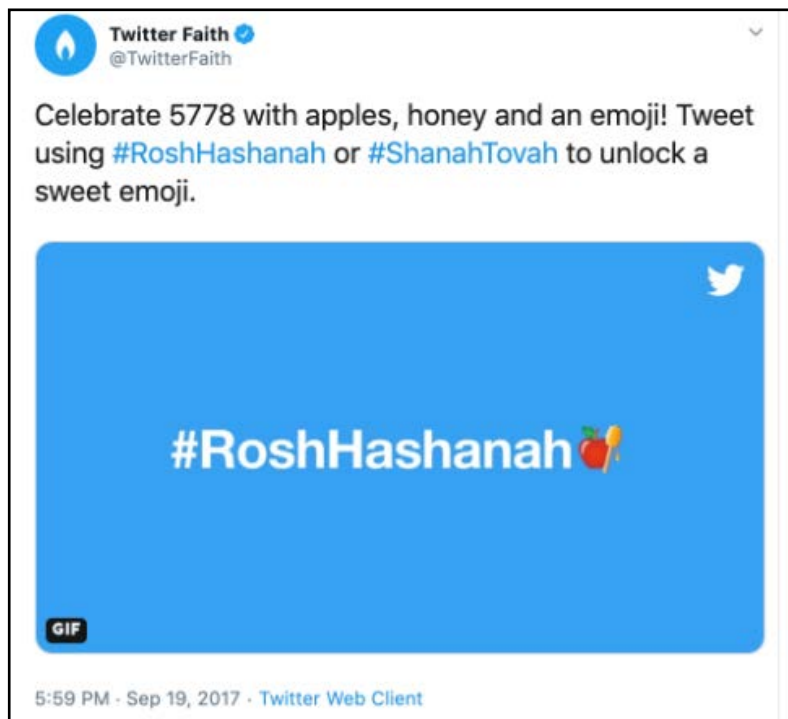 Twitter Faith
@TwitterFaith
Celebrate 5778 with apples, honey and an emoji! Tweet
using #RoshHashanah or #ShanahTovah to unlock a
sweet emoji.
#RoshHashanah
GIF
5:59 PM · Sep 19, 2017 · Twitter Web Client